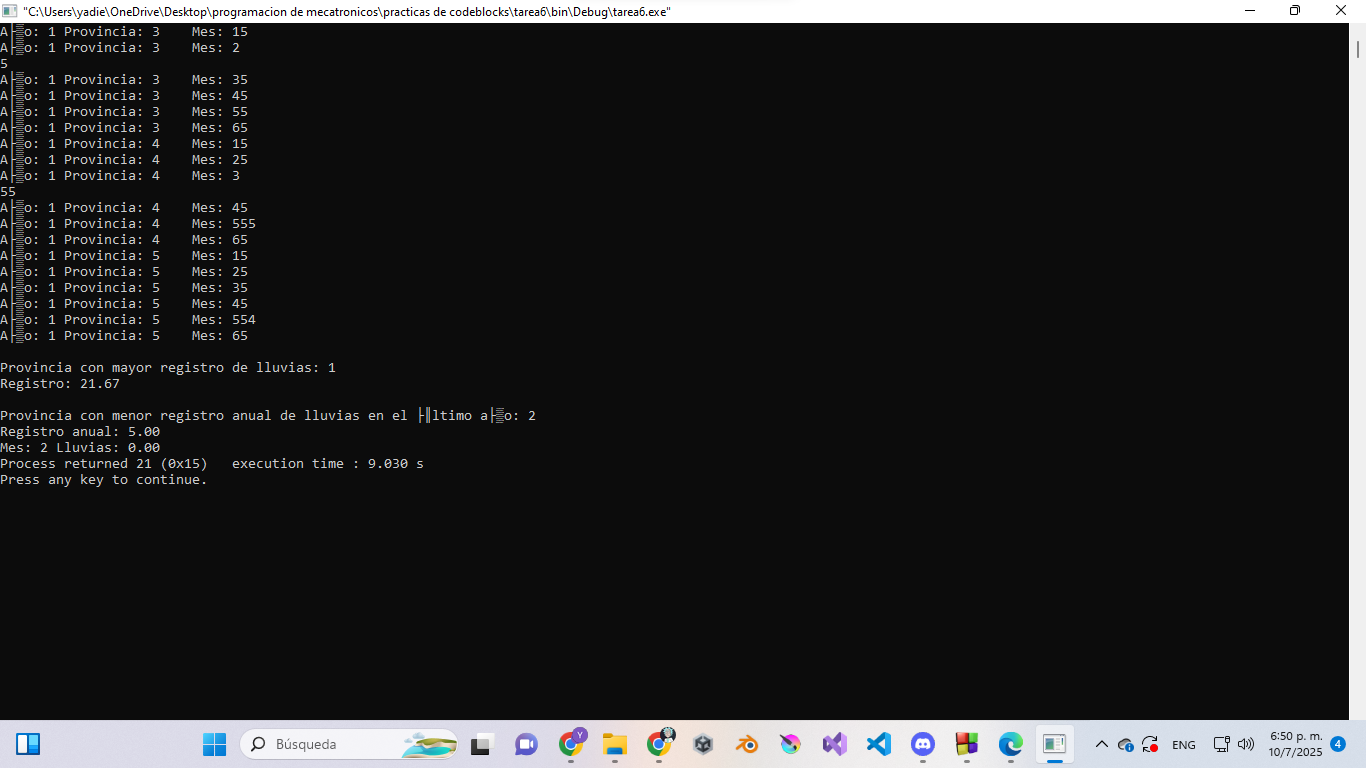 "C:\Users\yadie\OneDrive\Desktop\programacion de mecatronicos\practicas de codeblocks\tarea6\bin\Debug\tarea6.exe"
A├▒o: 1 Provincia: 3    Mes: 15
A├▒o: 1 Provincia: 3    Mes: 2
5
A├▒o: 1 Provincia: 3    Mes: 35
A├▒o: 1 Provincia: 3    Mes: 45
A├▒o: 1 Provincia: 3    Mes: 55
A├▒o: 1 Provincia: 3    Mes: 65
A├▒o: 1 Provincia: 4    Mes: 15
A├▒o: 1 Provincia: 4    Mes: 25
A├▒o: 1 Provincia: 4    Mes: 3
55
A├▒o: 1 Provincia: 4    Mes: 45
A├▒o: 1 Provincia: 4    Mes: 555
A├▒o: 1 Provincia: 4    Mes: 65
A├▒o: 1 Provincia: 5    Mes: 15
A├▒o: 1 Provincia: 5    Mes: 25
A├▒o: 1 Provincia: 5    Mes: 35
A├▒o: 1 Provincia: 5    Mes: 45
A├▒o: 1 Provincia: 5    Mes: 554
A├▒o: 1 Provincia: 5    Mes: 65
Provincia con mayor registro de lluvias: 1
Registro: 21.67
Provincia con menor registro anual de lluvias en el ├║ltimo a├▒o: 2
Registro anual: 5.00
Mes: 2 Lluvias: 0.00
Process returned 21 (0x15)   execution time : 9.030 s
Press any key to continue.
Búsqueda
Y
ENG
6:50 p. m.
10/7/2025
4